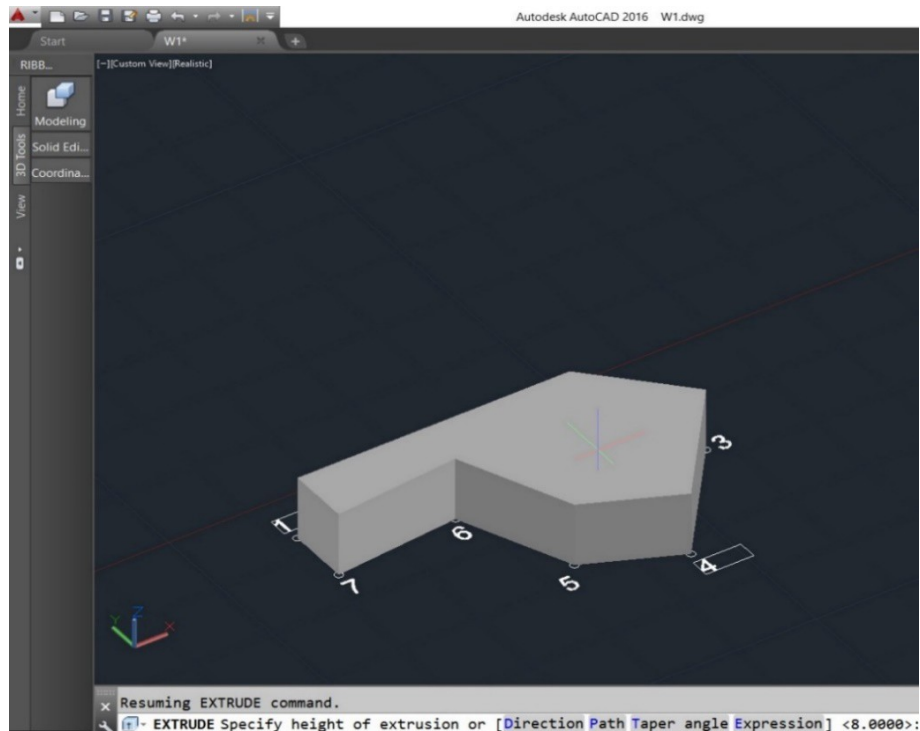 Autodesk AutoCAD 2016 W1.dwg
Start W1* +
RIBB...
[−][Custom View][Realistic]
Home
Modeling
3D Tools
Solid Edi...
Coordina...
View
3
1
6
4
7
5
Z
Y
X
Resuming EXTRUDE command.
EXTRUDE Specify height of extrusion or [Direction Path Taper angle Expression] <8.0000>: